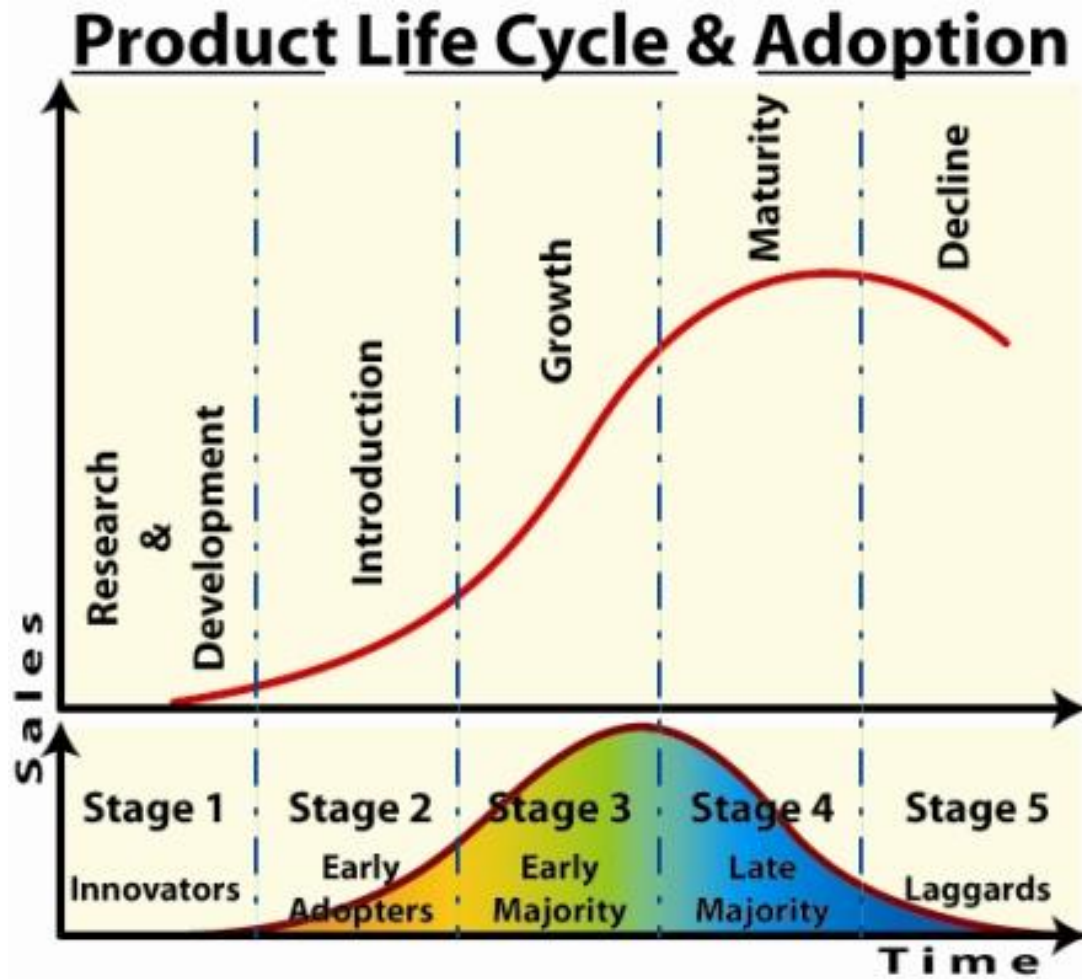 Product Life Cycle & Adoption
Research
&
Development
Introduction
Growth
Maturity
Decline
Sales
Stage 1
Innovators
Stage 2
Early
Adopters
Stage 3
Early
Majority
Stage 4
Late
Majority
Stage 5
Laggards
Time